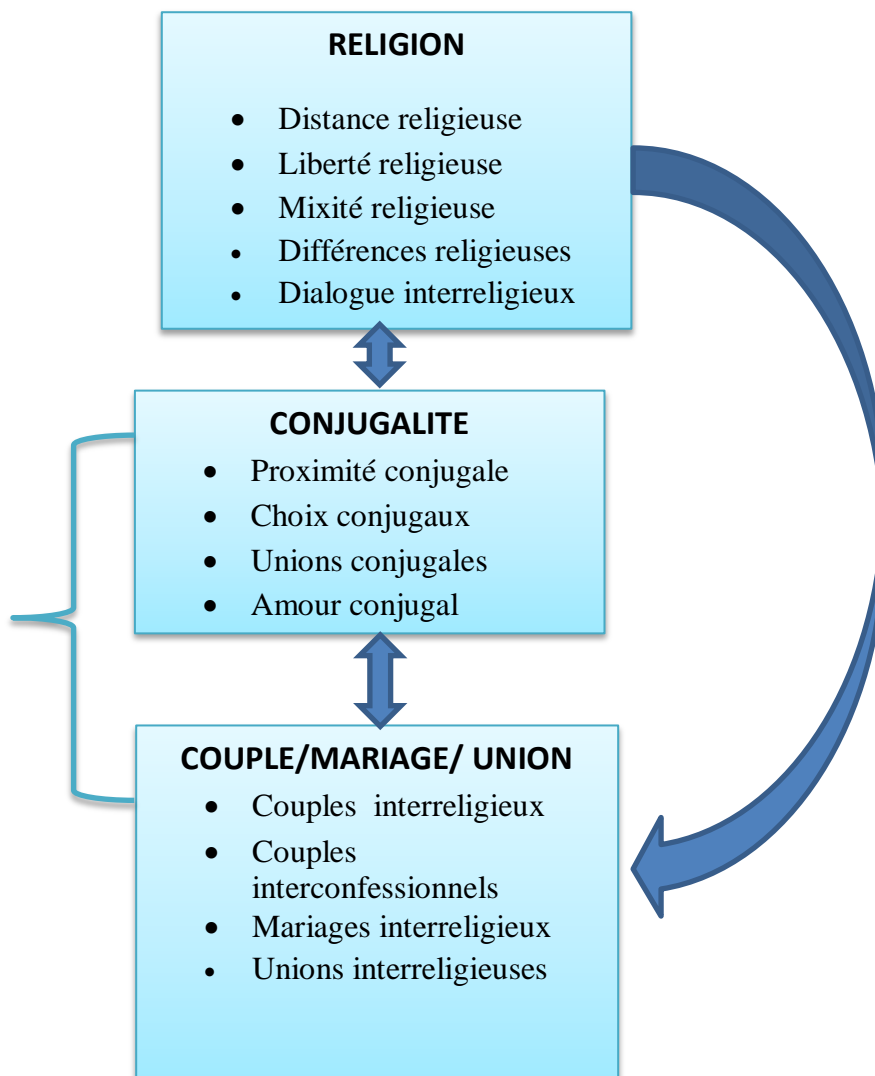 RELIGION
• Distance religieuse
• Liberté religieuse
• Mixité religieuse
• Différences religieuses
• Dialogue interreligieux
CONJUGALITE
• Proximité conjugale
• Choix conjugaux
• Unions conjugales
• Amour conjugal
COUPLE/MARIAGE/ UNION
• Couples interreligieux
• Couples
interconfessionnels
• Mariages interreligieux
• Unions interreligieuses